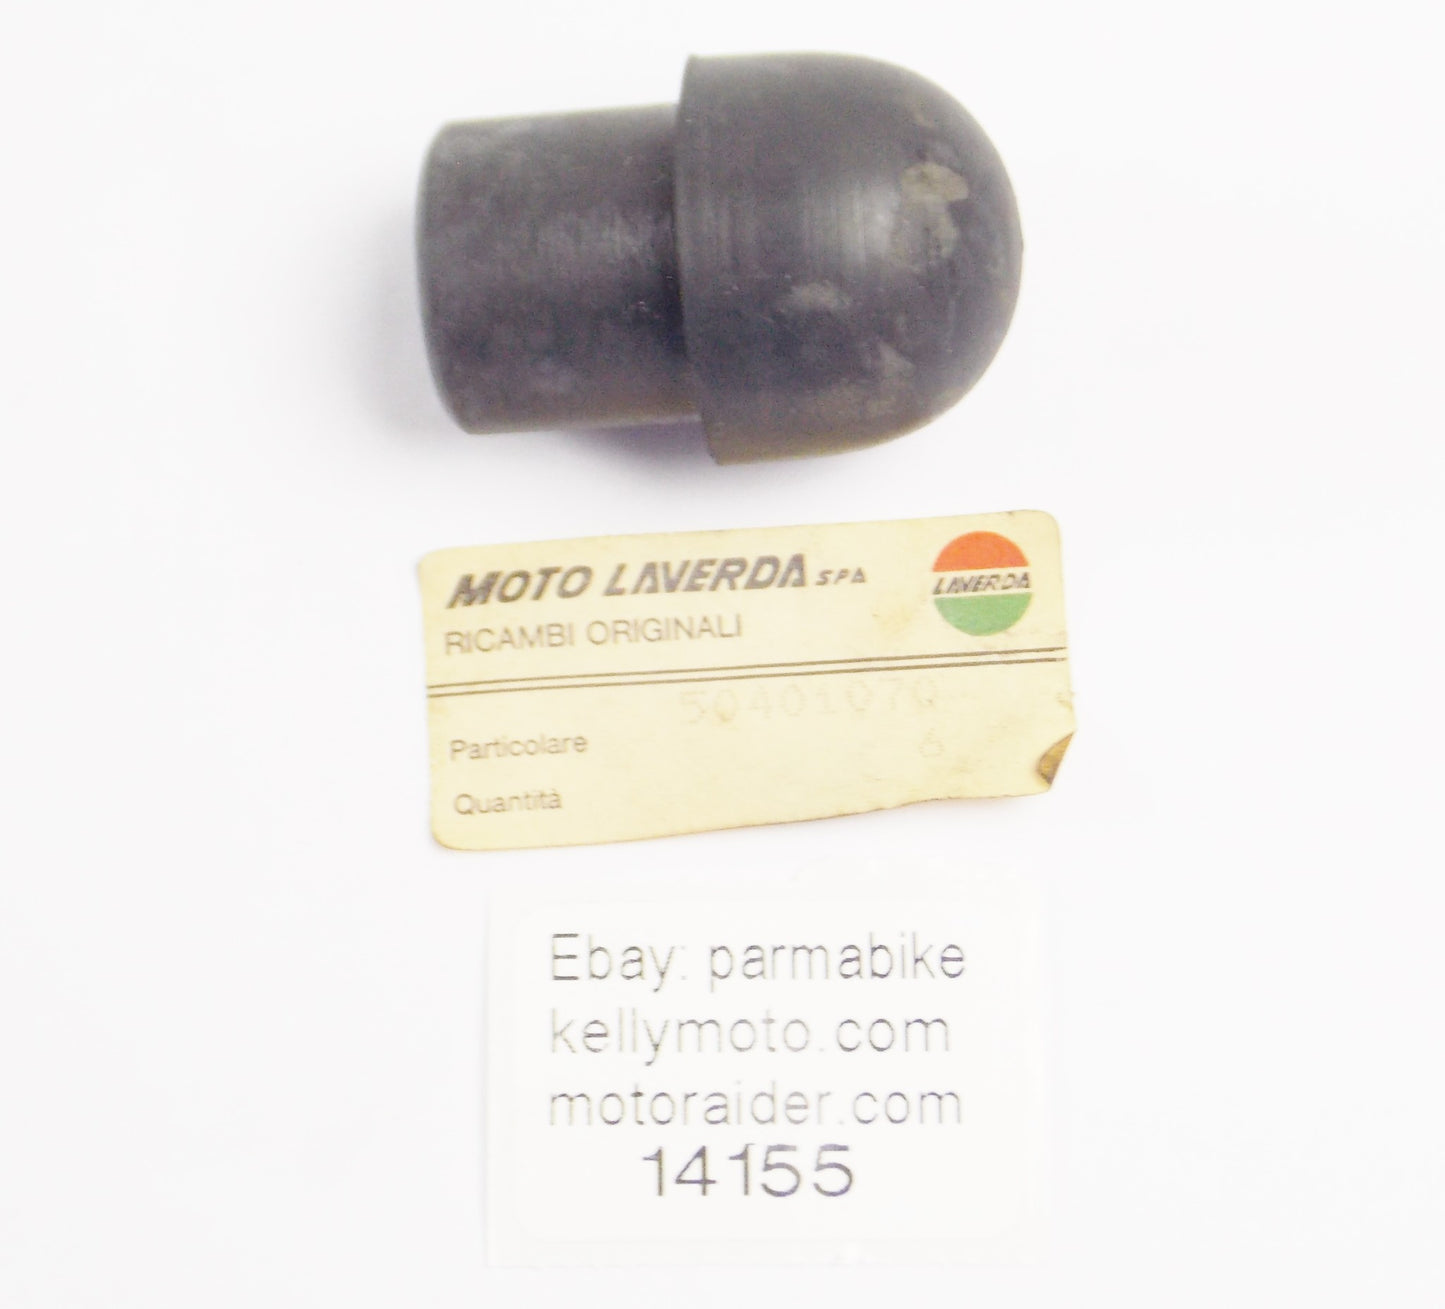 MOTO LAVERDA SPA
LAVERDA
RICAMBI ORIGINALI
50401070
Particolare
6
Quantità
Ebay: parmabike
kellymoto.com
motoraider.com
14155